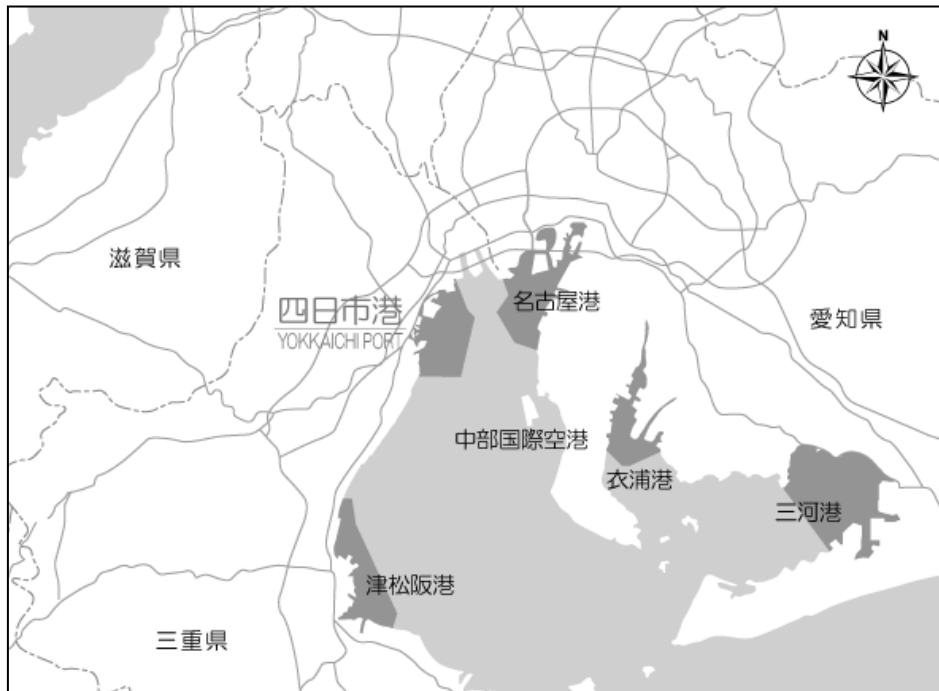 N
滋賀県
四日市港
YOKKAICHI PORT
名古屋港
愛知県
中部国際空港
衣浦港
三河港
津松阪港
三重県